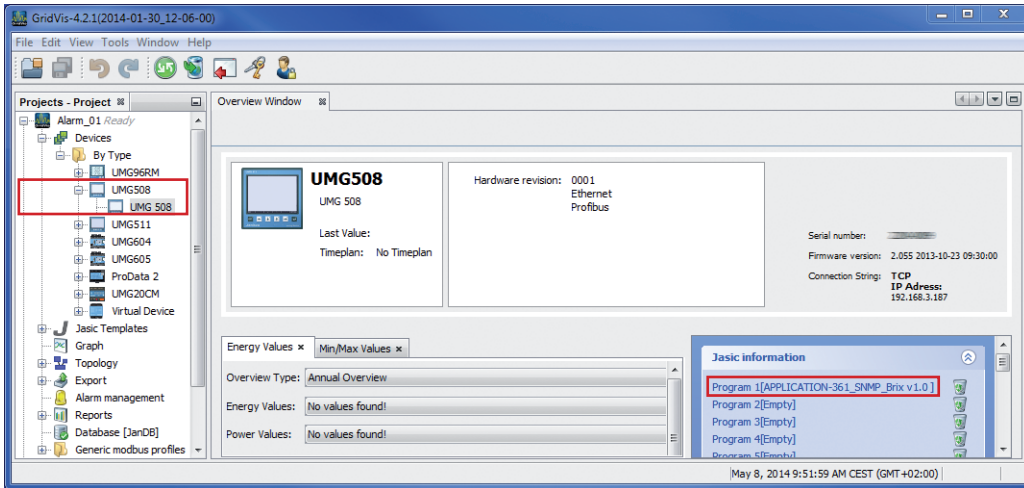 GridVis-4.2.1(2014-01-30_12-06-00)
File Edit View Tools Window Help
Projects - Project
Alarm_01 Ready
Devices
By Type
UMG96RM
UMG508
UMG 508
UMG511
UMG604
UMG605
ProData 2
UMG20CM
Virtual Device
Jasic Templates
Graph
Topology
Export
Alarm management
Reports
Database [JanDB]
Generic modbus profiles
Overview Window
UMG508
UMG 508
Last Value:
Timeplan: No Timeplan
Hardware revision: 0001
Ethernet
Profibus
Serial number:
Firmware version: 2.055 2013-10-23 09:30:00
Connection String: TCP
IP Adress:
192.168.3.187
Energy Values Min/Max Values
Overview Type: Annual Overview
Energy Values: No values found!
Power Values: No values found!
Jasic information
Program 1[APPLICATION-361_SNMP_Brix v1.0 ]
Program 2[Empty]
Program 3[Empty]
Program 4[Empty]
Program 5[Empty]
May 8, 2014 9:51:59 AM CEST (GMT+02:00)